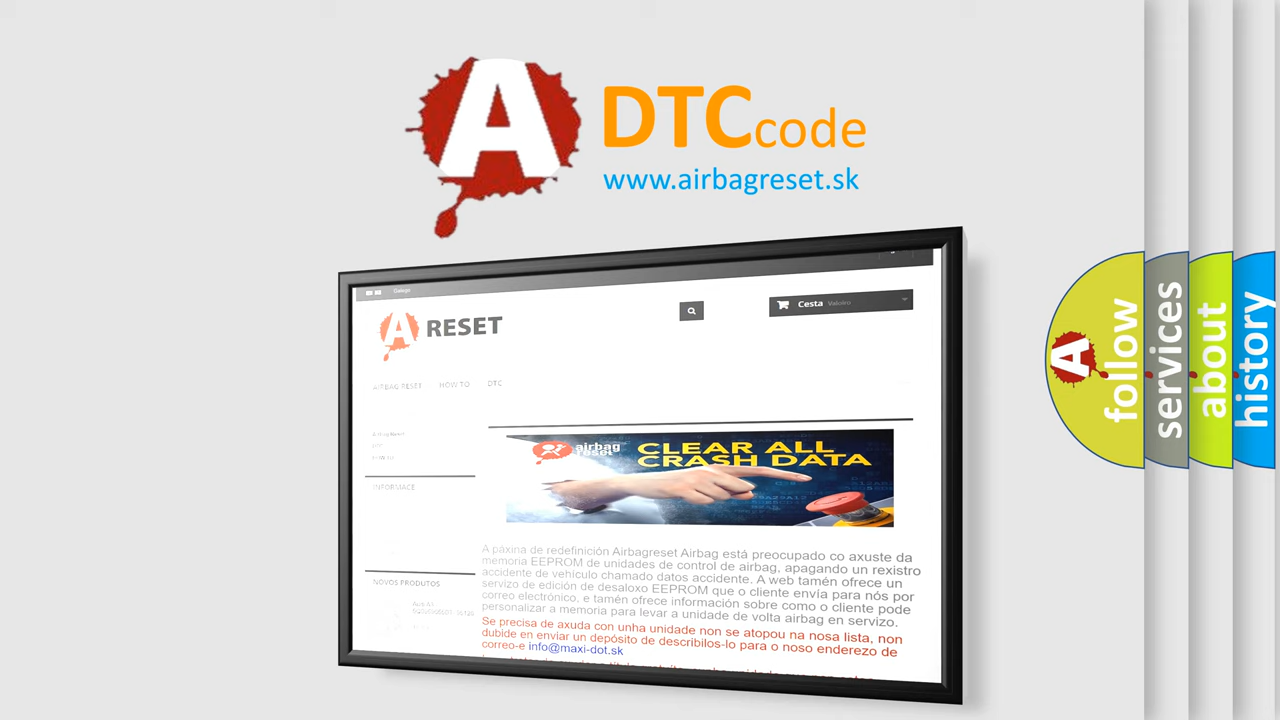 A DTCcode
www.airbagreset.sk
Galego
A RESET
Cesta Valeiro
AIRBAG RESET HOW TO DTC
HOW TO
INFORMACE
airbag
reset
CLEAR ALL
CRASH DATA
A páxina de redefinición Airbagreset Airbag está preocupado co axuste da
memoria EEPROM de unidades de control de airbag, apagando un rexistro
accidente de vehículo chamado datos accidente. A web tamén ofrece un
servizo de edición de desaloxo EEPROM que o cliente envía para nós por
correo electrónico, e tamén ofrece información sobre como o cliente pode
personalizar a memoria para levar a unidade de volta airbag en servizo.
Se precisa de axuda con unha unidade non se atopou na nosa lista, non
dubide en enviar un depósito de describilos-lo para o noso enderezo de
correo-e info@maxi-dot.sk
NOVOS PRODUTOS
A
follow
services
about
history